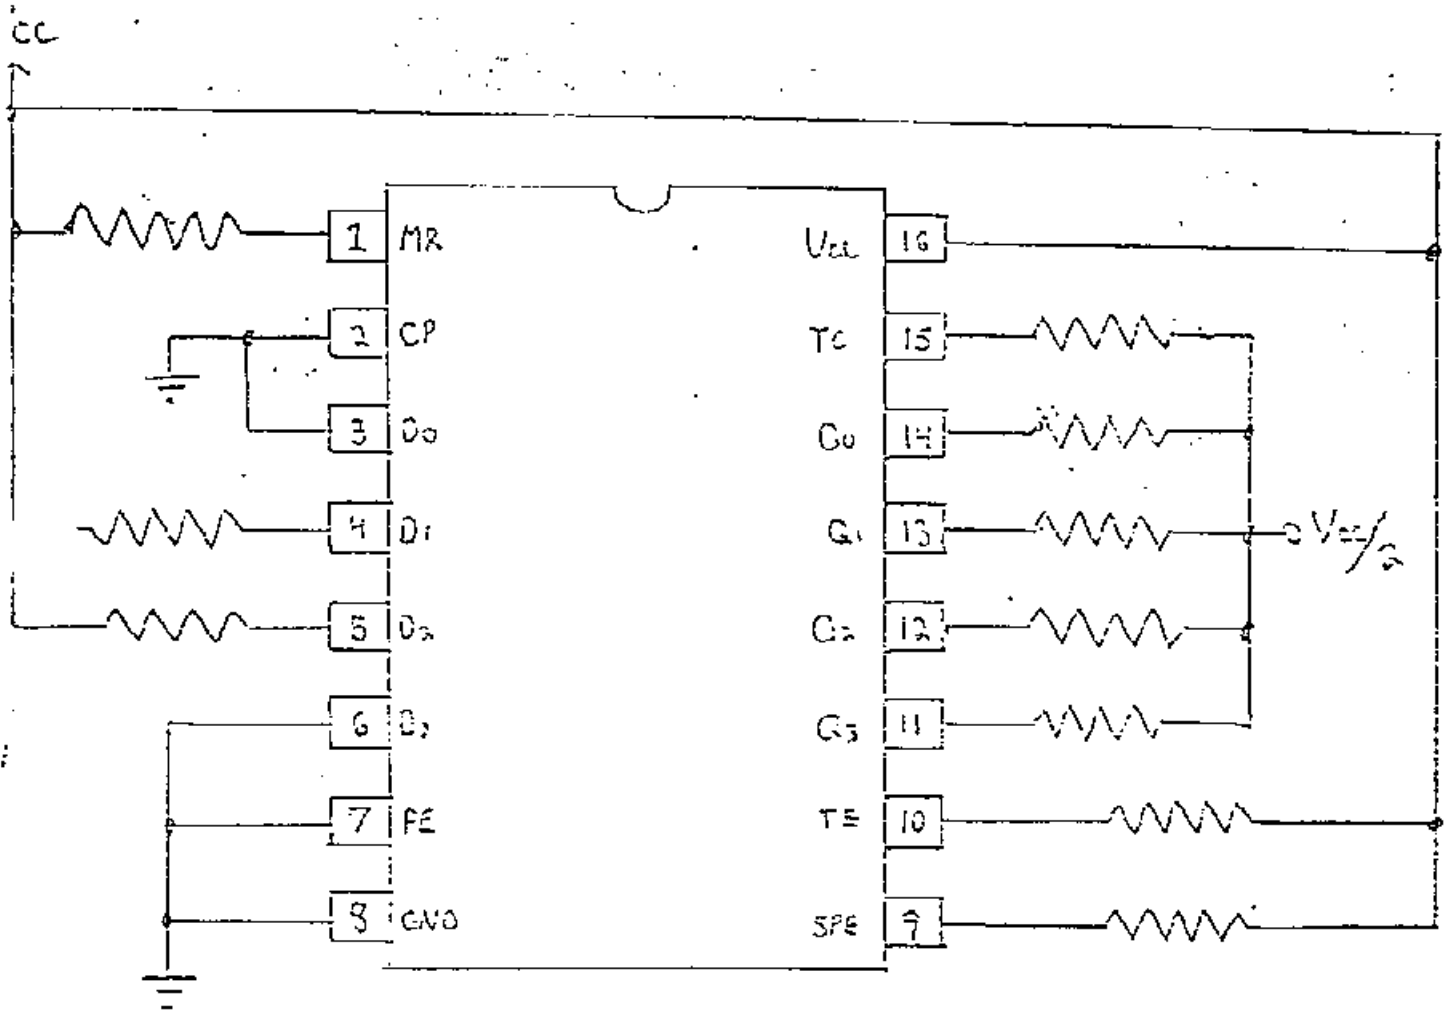 CC
1 MR
Vcc 16
2 CP
TC 15
3 D0
Q0 14
4 D1
Q1 13
Vcc/2
5 D2
Q2 12
6 D3
Q3 11
7 PE
TE 10
8 GND
SPE 9